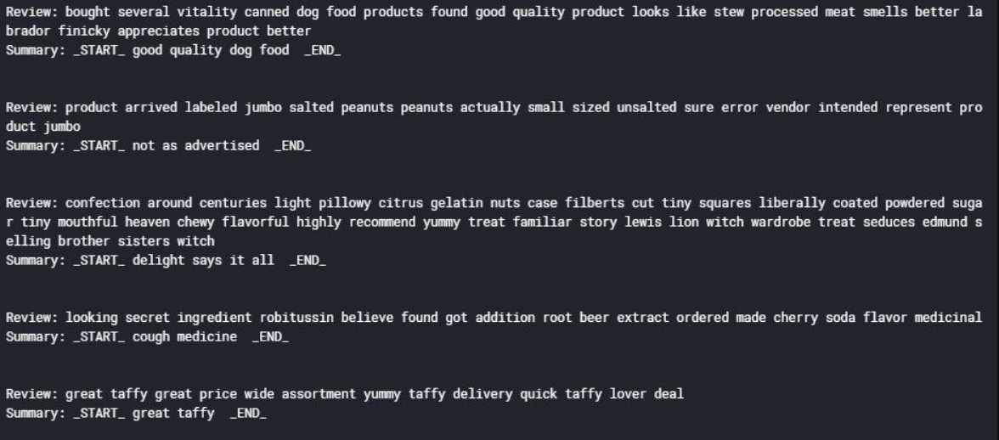 Review: bought several vitality canned dog food products found good quality product looks like stew processed meat smells better la
brador finicky appreciates product better
Summary: _START_ good quality dog food  _END_
Review: product arrived labeled jumbo salted peanuts peanuts actually small sized unsalted sure error vendor intended represent pro
duct jumbo
Summary: _START_ not as advertised  _END_
Review: confection around centuries light pillowy citrus gelatin nuts case filberts cut tiny squares liberally coated powdered suga
r tiny mouthful heaven chewy flavorful highly recommend yummy treat familiar story lewis lion witch wardrobe treat seduces edmund s
elling brother sisters witch
Summary: _START_ delight says it all  _END_
Review: looking secret ingredient robitussin believe found got addition root beer extract ordered made cherry soda flavor medicinal
Summary: _START_ cough medicine  _END_
Review: great taffy great price wide assortment yummy taffy delivery quick taffy lover deal
Summary: _START_ great taffy  _END_